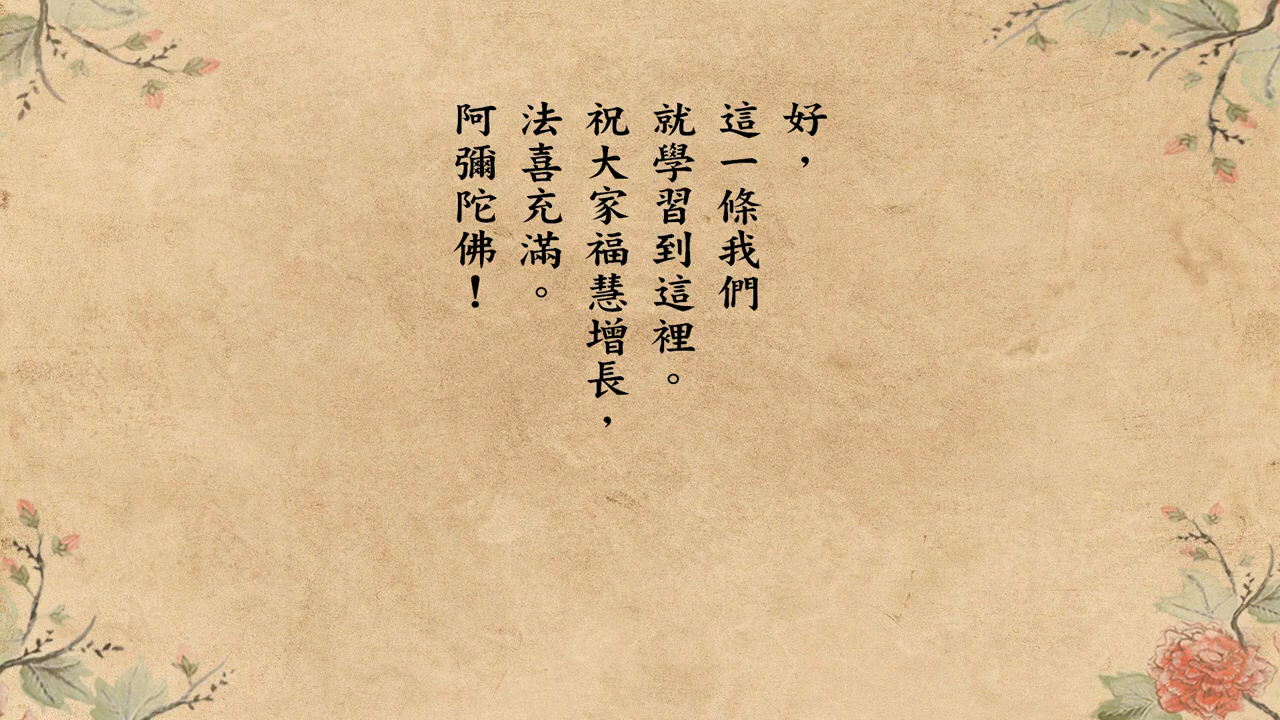 好，
這一條我們
就學習到這裡。
祝大家福慧增長，
法喜充滿。
阿彌陀佛！